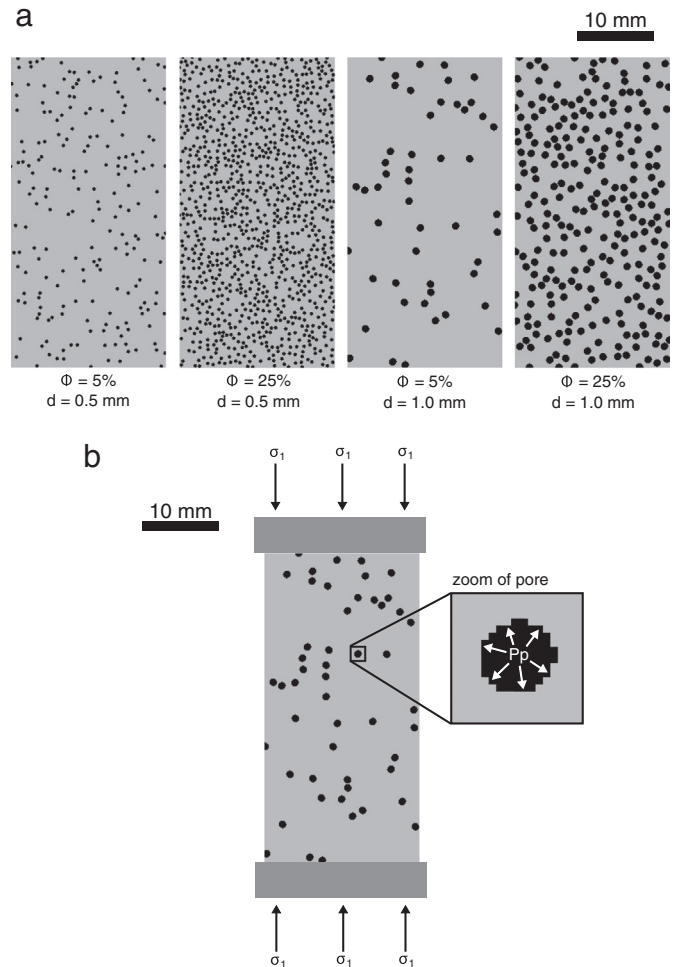 a
10 mm
Φ = 5% Φ = 25% Φ = 5% Φ = 25%
d = 0.5 mm d = 0.5 mm d = 1.0 mm d = 1.0 mm
b
σ₁ σ₁ σ₁
10 mm
zoom of pore
Pp
σ₁ σ₁ σ₁